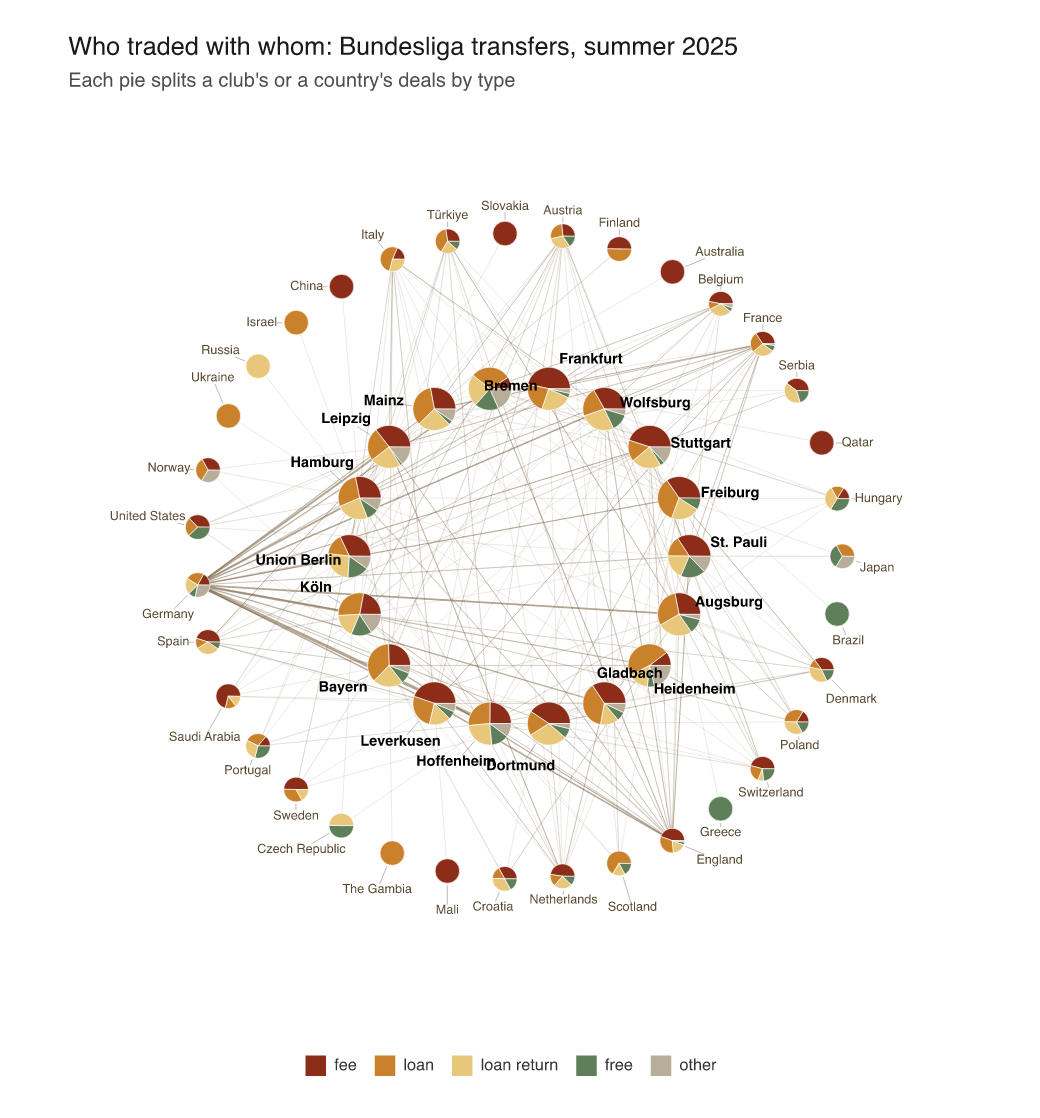 Who traded with whom: Bundesliga transfers, summer 2025
Each pie splits a club's or a country's deals by type
Slovakia
Austria
Türkiye
Finland
Italy
Australia
Belgium
China
France
Israel
Russia
Frankfurt
Serbia
Ukraine
Bremen
Mainz
Wolfsburg
Leipzig
Stuttgart
Qatar
Hamburg
Norway
Freiburg
Hungary
United States
St. Pauli
Union Berlin
Japan
Köln
Augsburg
Germany
Brazil
Spain
Gladbach
Bayern
Heidenheim
Denmark
Saudi Arabia
Leverkusen
Poland
Hoffenheim
Dortmund
Portugal
Switzerland
Sweden
Greece
Czech Republic
England
The Gambia
Netherlands
Mali
Croatia
Scotland
fee
loan
loan return
free
other